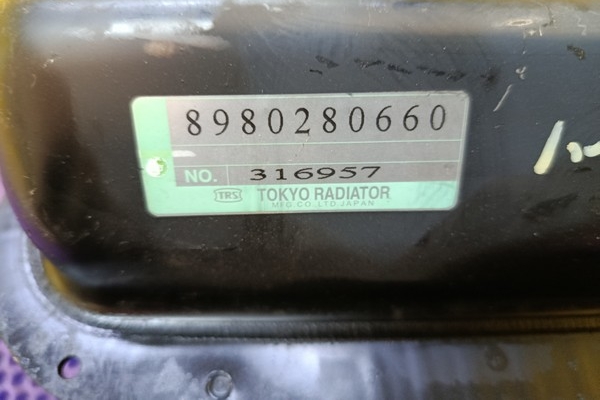 8980280660
NO. 316957
TRS TOKYO RADIATOR
MFG.CO.,LTD.JAPAN